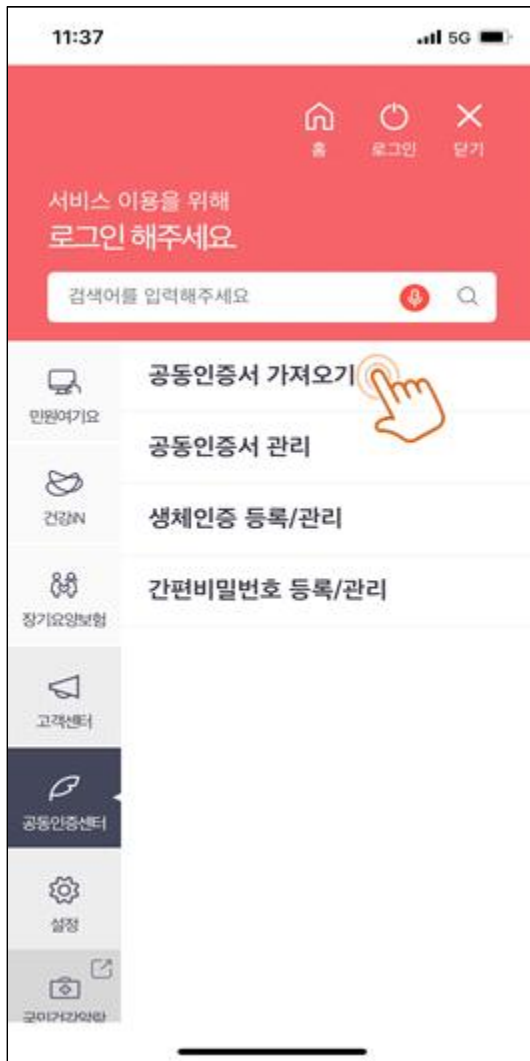 11:37
5G
홈
로그인
닫기
서비스 이용을 위해
로그인 해주세요
검색어를 입력해주세요
민원여기요
공동인증서 가져오기
공동인증서 관리
건강iN
생체인증 등록/관리
장기요양보험
간편비밀번호 등록/관리
고객센터
공동인증센터
설정